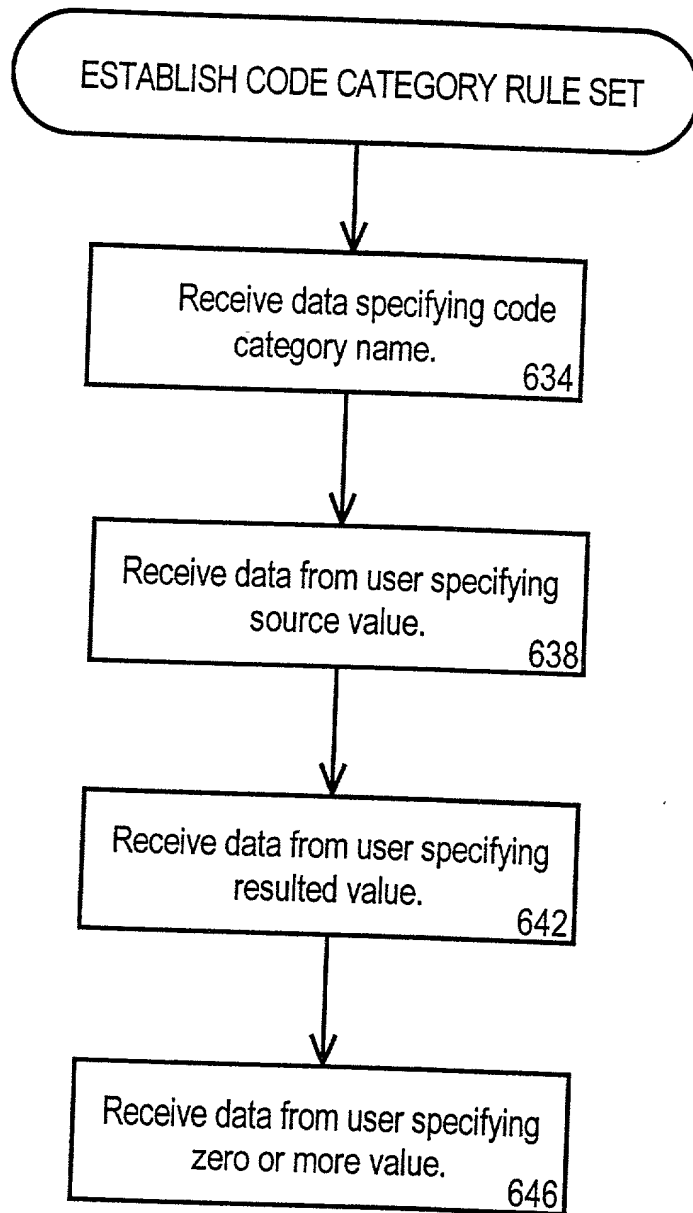 ESTABLISH CODE CATEGORY RULE SET
Receive data specifying code
category name.
634
Receive data from user specifying
source value.
638
Receive data from user specifying
resulted value.
642
Receive data from user specifying
zero or more value.
646